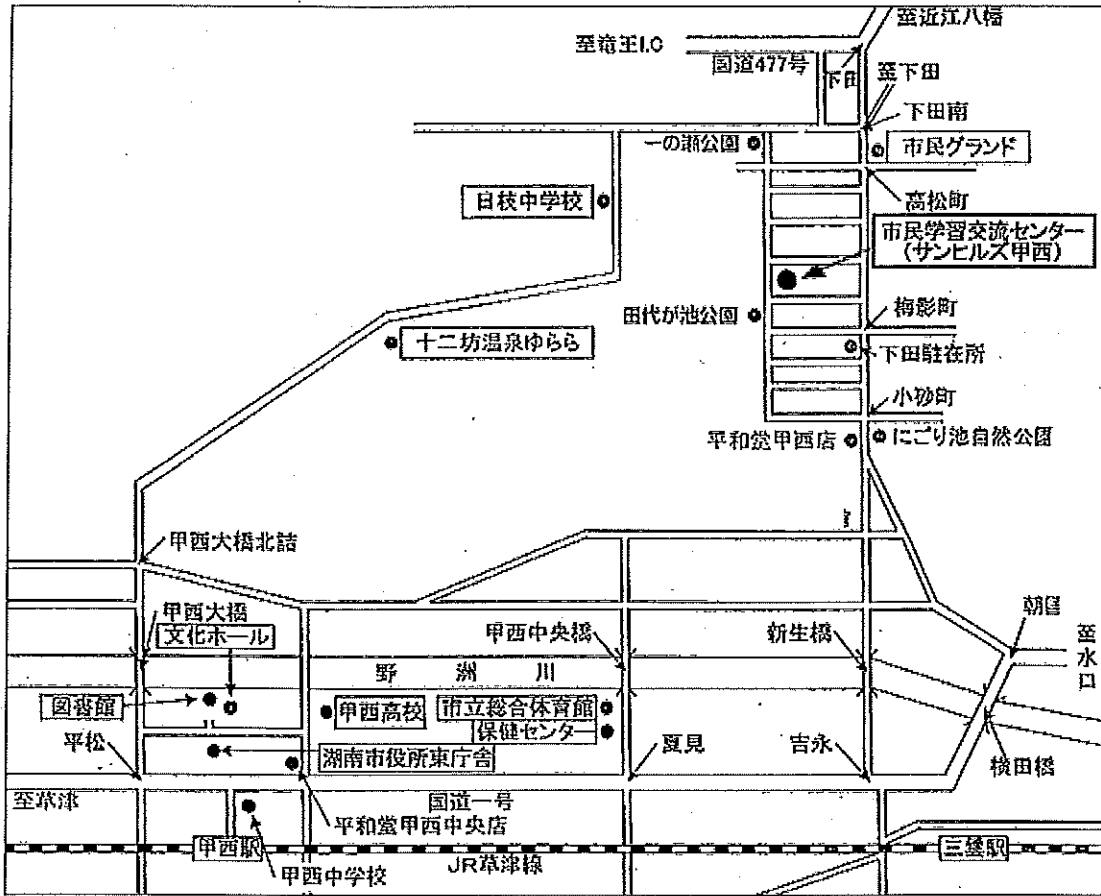 至近江八幡
至竜王I.C
国道477号
下田
至下田
下田南
一の瀬公園
市民グランド
日枝中学校
高松町
市民学習交流センター
(サンヒルズ甲西)
田代が池公園
梅影町
十二坊温泉ゆらら
下田駐在所
小砂町
平和堂甲西店
にごり池自然公園
甲西大橋北詰
甲西大橋
文化ホール
甲西中央橋
新生橋
朝国
至水口
野洲川
図書館
甲西高校
市立総合体育館
保健センター
平松
湖南市役所東庁舎
夏見
吉永
横田橋
至草津
国道一号
平和堂甲西中央店
甲西駅
三雲駅
甲西中学校
JR草津線